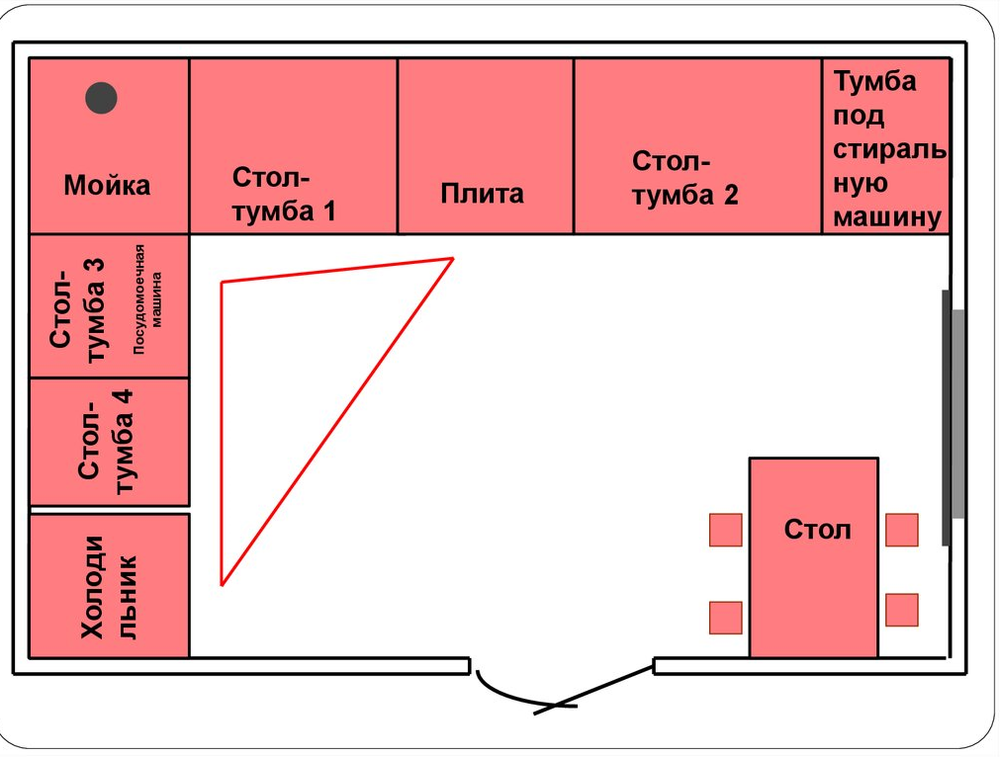 Мойка
Стол-
тумба 1
Плита
Стол-
тумба 2
Тумба
под
стираль
ную
машину
Стол-
тумба 3
Посудомоечная
машина
Стол-
тумба 4
Холоди
льник
Стол